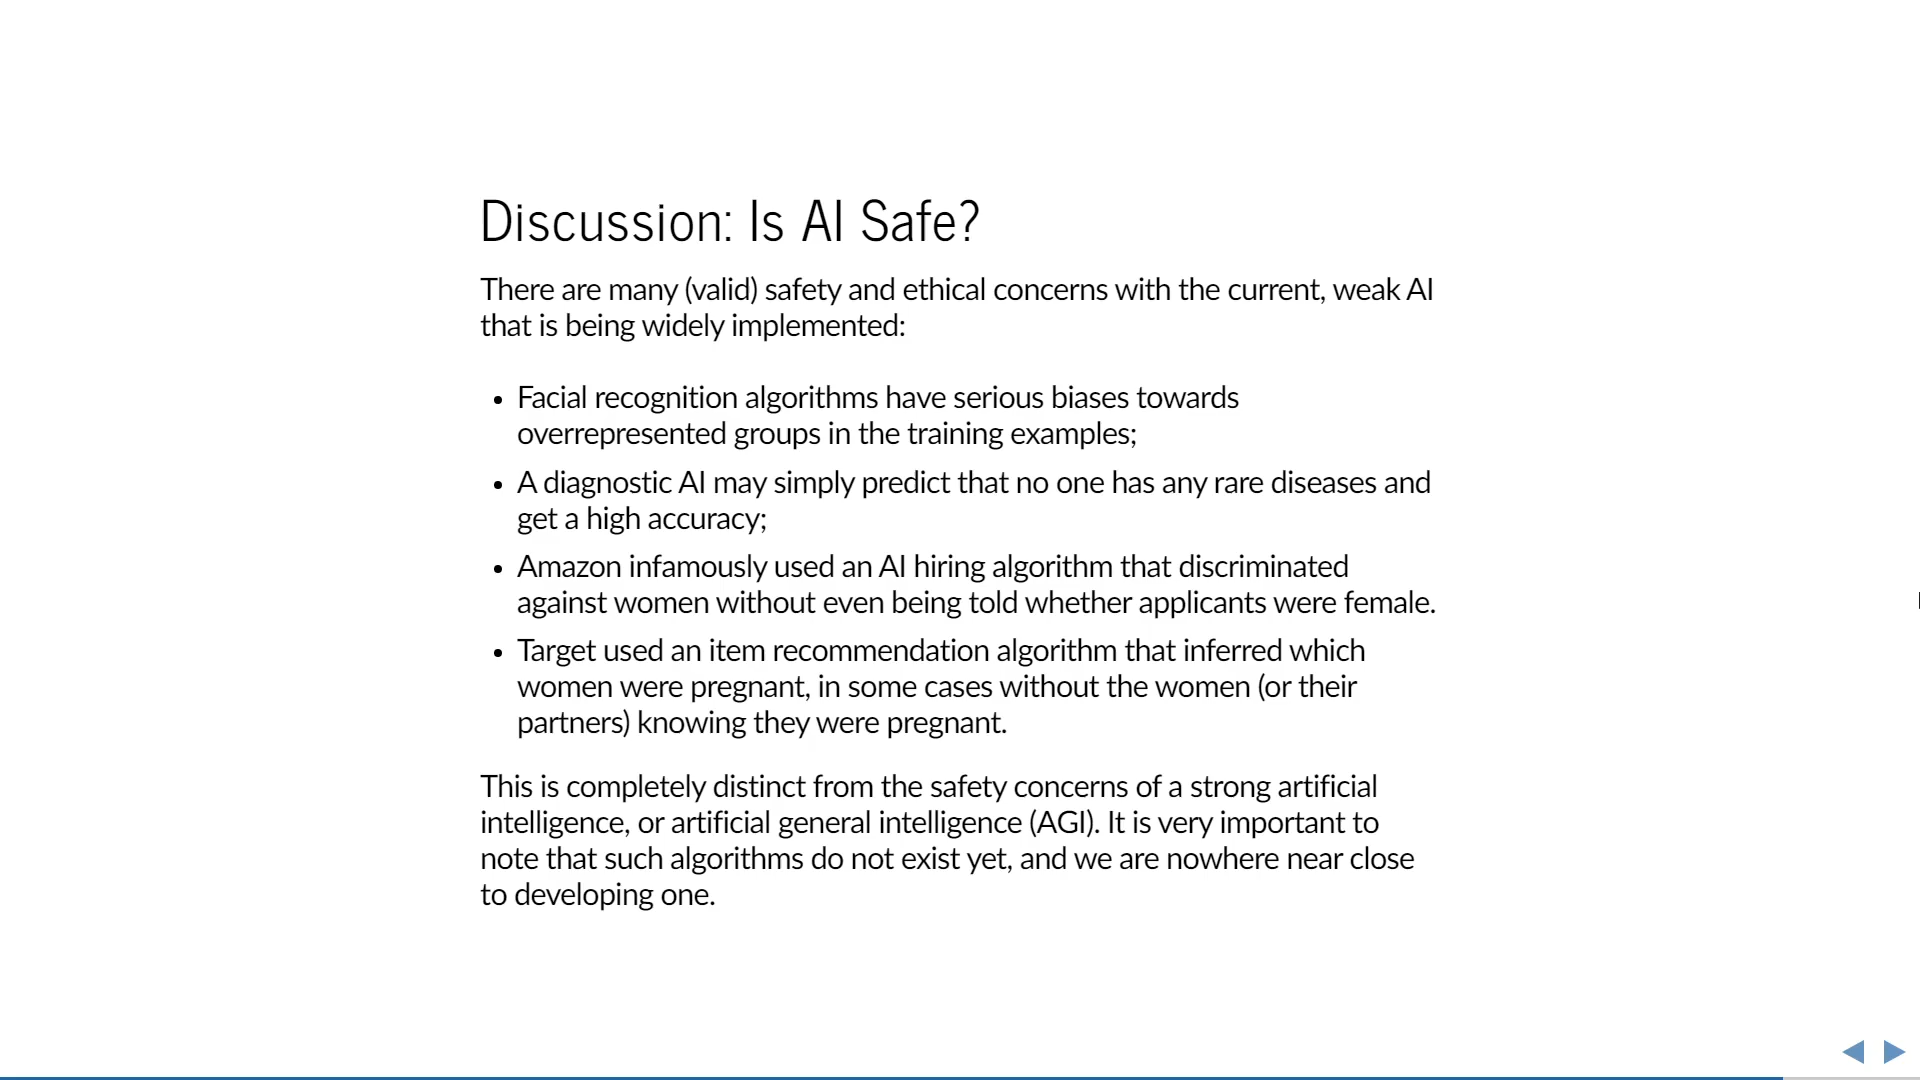 Discussion: Is AI Safe?
There are many (valid) safety and ethical concerns with the current, weak AI
that is being widely implemented:
• Facial recognition algorithms have serious biases towards
overrepresented groups in the training examples;
• A diagnostic AI may simply predict that no one has any rare diseases and
get a high accuracy;
• Amazon infamously used an AI hiring algorithm that discriminated
against women without even being told whether applicants were female.
• Target used an item recommendation algorithm that inferred which
women were pregnant, in some cases without the women (or their
partners) knowing they were pregnant.
This is completely distinct from the safety concerns of a strong artificial
intelligence, or artificial general intelligence (AGI). It is very important to
note that such algorithms do not exist yet, and we are nowhere near close
to developing one.